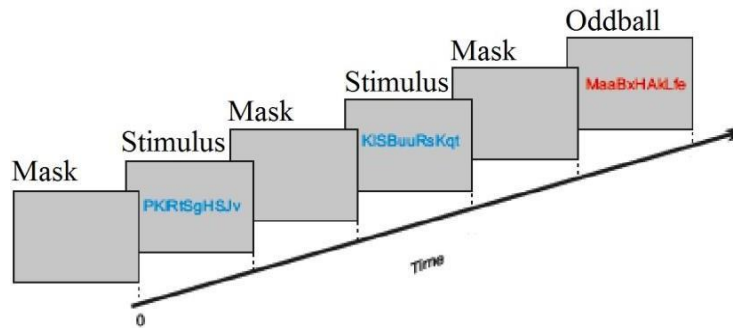 Oddball
Mask
MaaBxHAkLfe
Stimulus
Mask
KlSBuuRsKqt
Stimulus
Mask
PKlRtSgHSJv
Time
0